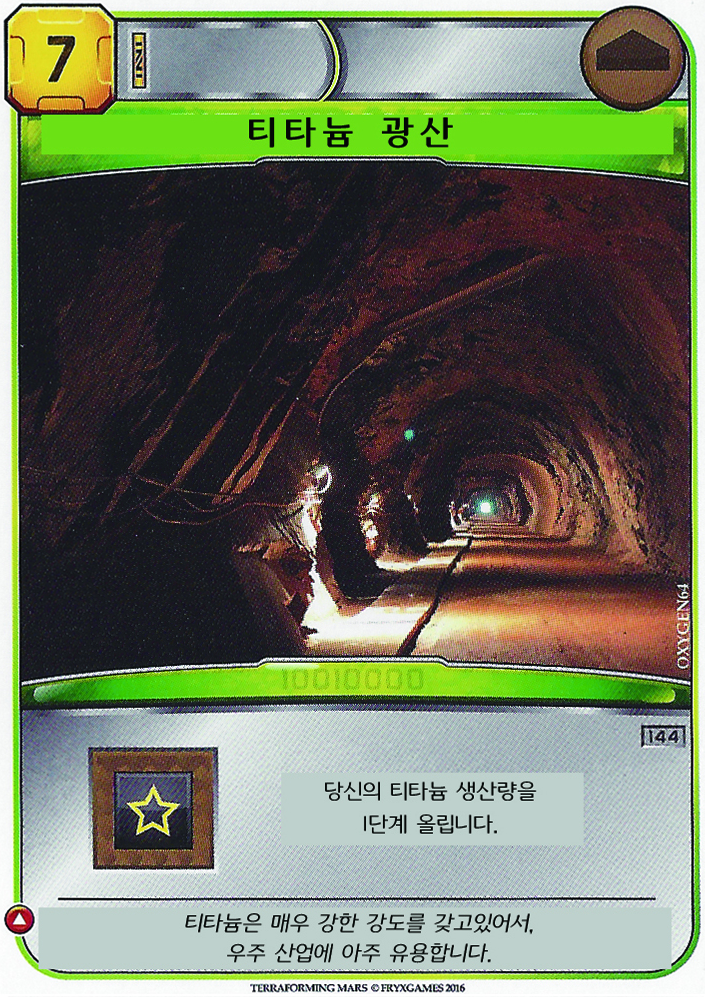 7
티타늄 광산
OXYGEN64
10010000
144
당신의 티타늄 생산량을
1단계 올립니다.
티타늄은 매우 강한 강도를 갖고있어서,
우주 산업에 아주 유용합니다.
TERRAFORMING MARS © FRYXGAMES 2016